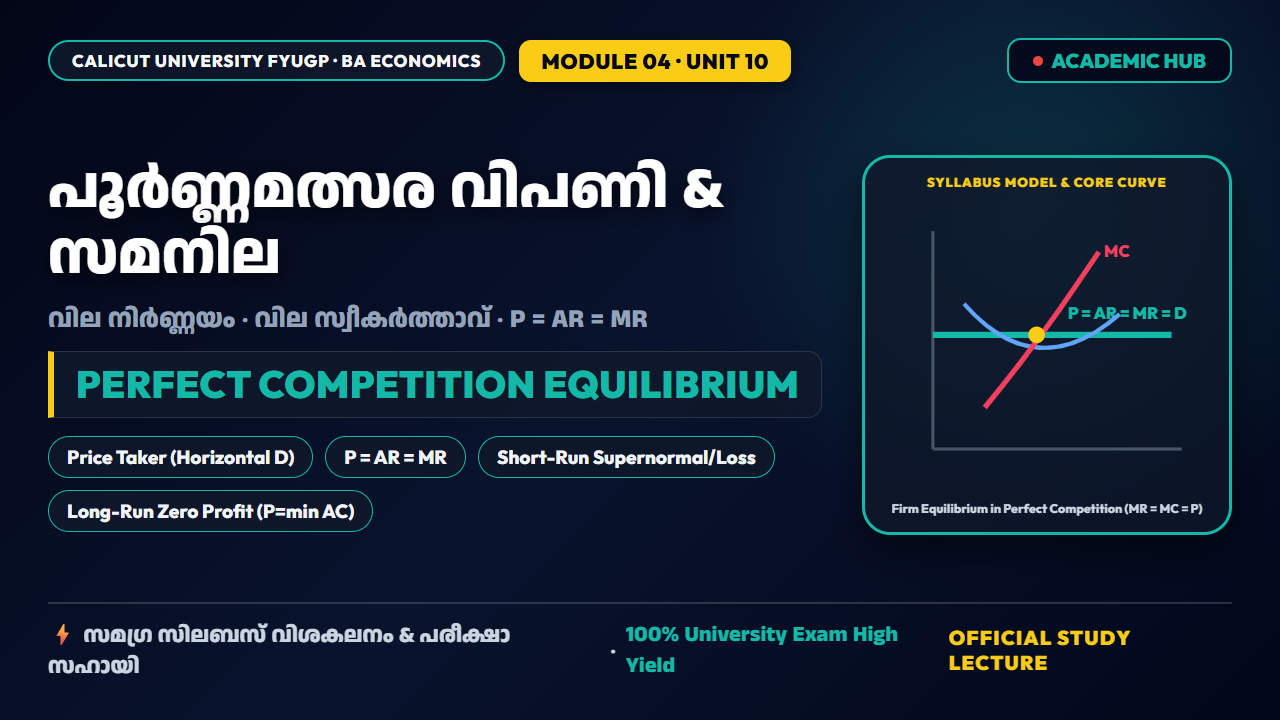 CALICUT UNIVERSITY FYUGP · BA ECONOMICS
MODULE 04 · UNIT 10
ACADEMIC HUB
പൂർണ്ണമത്സര വിപണി &
സമനില
വില നിർണ്ണയം · വില സ്വീകർത്താവ് · P = AR = MR
PERFECT COMPETITION EQUILIBRIUM
Price Taker (Horizontal D)
P = AR = MR
Short-Run Supernormal/Loss
Long-Run Zero Profit (P=min AC)
SYLLABUS MODEL & CORE CURVE
MC
P = AR = MR = D
Firm Equilibrium in Perfect Competition (MR = MC = P)
⚡ സമഗ്ര സിലബസ് വിശകലനം & പരീക്ഷാ
സഹായി
·
100% University Exam High
Yield
OFFICIAL STUDY
LECTURE